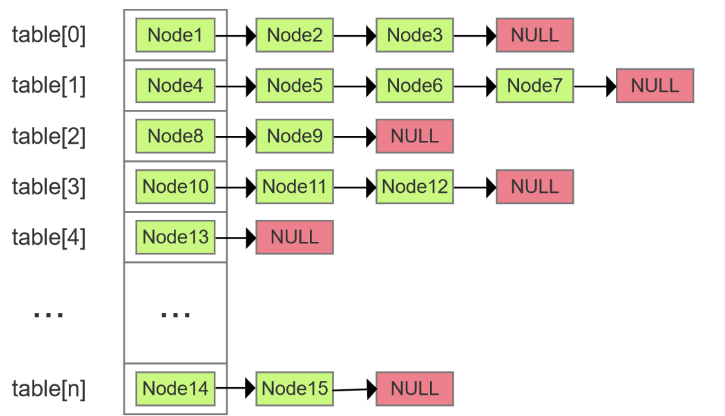 table[0] Node1 Node2 Node3 NULL
table[1] Node4 Node5 Node6 Node7 NULL
table[2] Node8 Node9 NULL
table[3] Node10 Node11 Node12 NULL
table[4] Node13 NULL
... ...
table[n] Node14 Node15 NULL